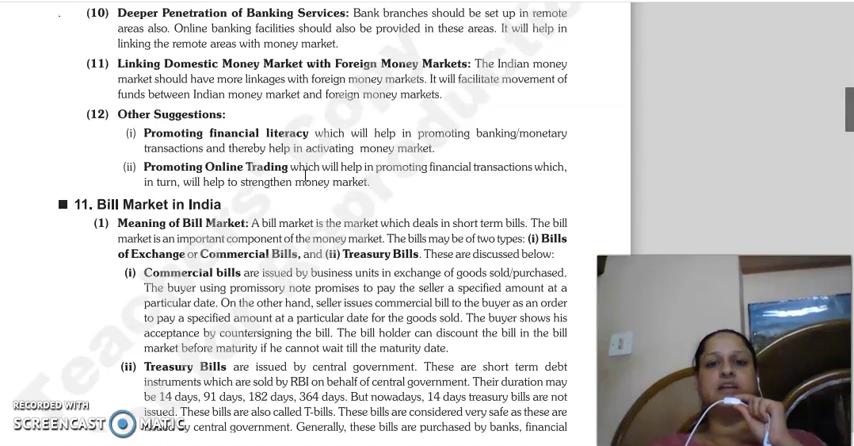 (10) Deeper Penetration of Banking Services: Bank branches should be set up in remote
areas also. Online banking facilities should also be provided in these areas. It will help in
linking the remote areas with money market.
(11) Linking Domestic Money Market with Foreign Money Markets: The Indian money
market should have more linkages with foreign money markets. It will facilitate movement of
funds between Indian money market and foreign money markets.
(12) Other Suggestions:
(i) Promoting financial literacy which will help in promoting banking/monetary
transactions and thereby help in activating money market.
(ii) Promoting Online Trading which will help in promoting financial transactions which,
in turn, will help to strengthen money market.
■ 11. Bill Market in India
(1) Meaning of Bill Market: A bill market is the market which deals in short term bills. The bill
market is an important component of the money market. The bills may be of two types: (i) Bills
of Exchange or Commercial Bills, and (ii) Treasury Bills. These are discussed below:
(i) Commercial bills are issued by business units in exchange of goods sold/purchased.
The buyer using promissory note promises to pay the seller a specified amount at a
particular date. On the other hand, seller issues commercial bill to the buyer as an order
to pay a specified amount at a particular date for the goods sold. The buyer shows his
acceptance by countersigning the bill. The bill holder can discount the bill in the bill
market before maturity if he cannot wait till the maturity date.
(ii) Treasury Bills are issued by central government. These are short term debt
instruments which are sold by RBI on behalf of central government. Their duration may
be 14 days, 91 days, 182 days, 364 days. But nowadays, 14 days treasury bills are not
issued. These bills are also called T-bills. These bills are considered very safe as these are
by central government. Generally, these bills are purchased by banks, financial
RECORDED WITH
SCREENCAST MATIC
Teachers' Copy